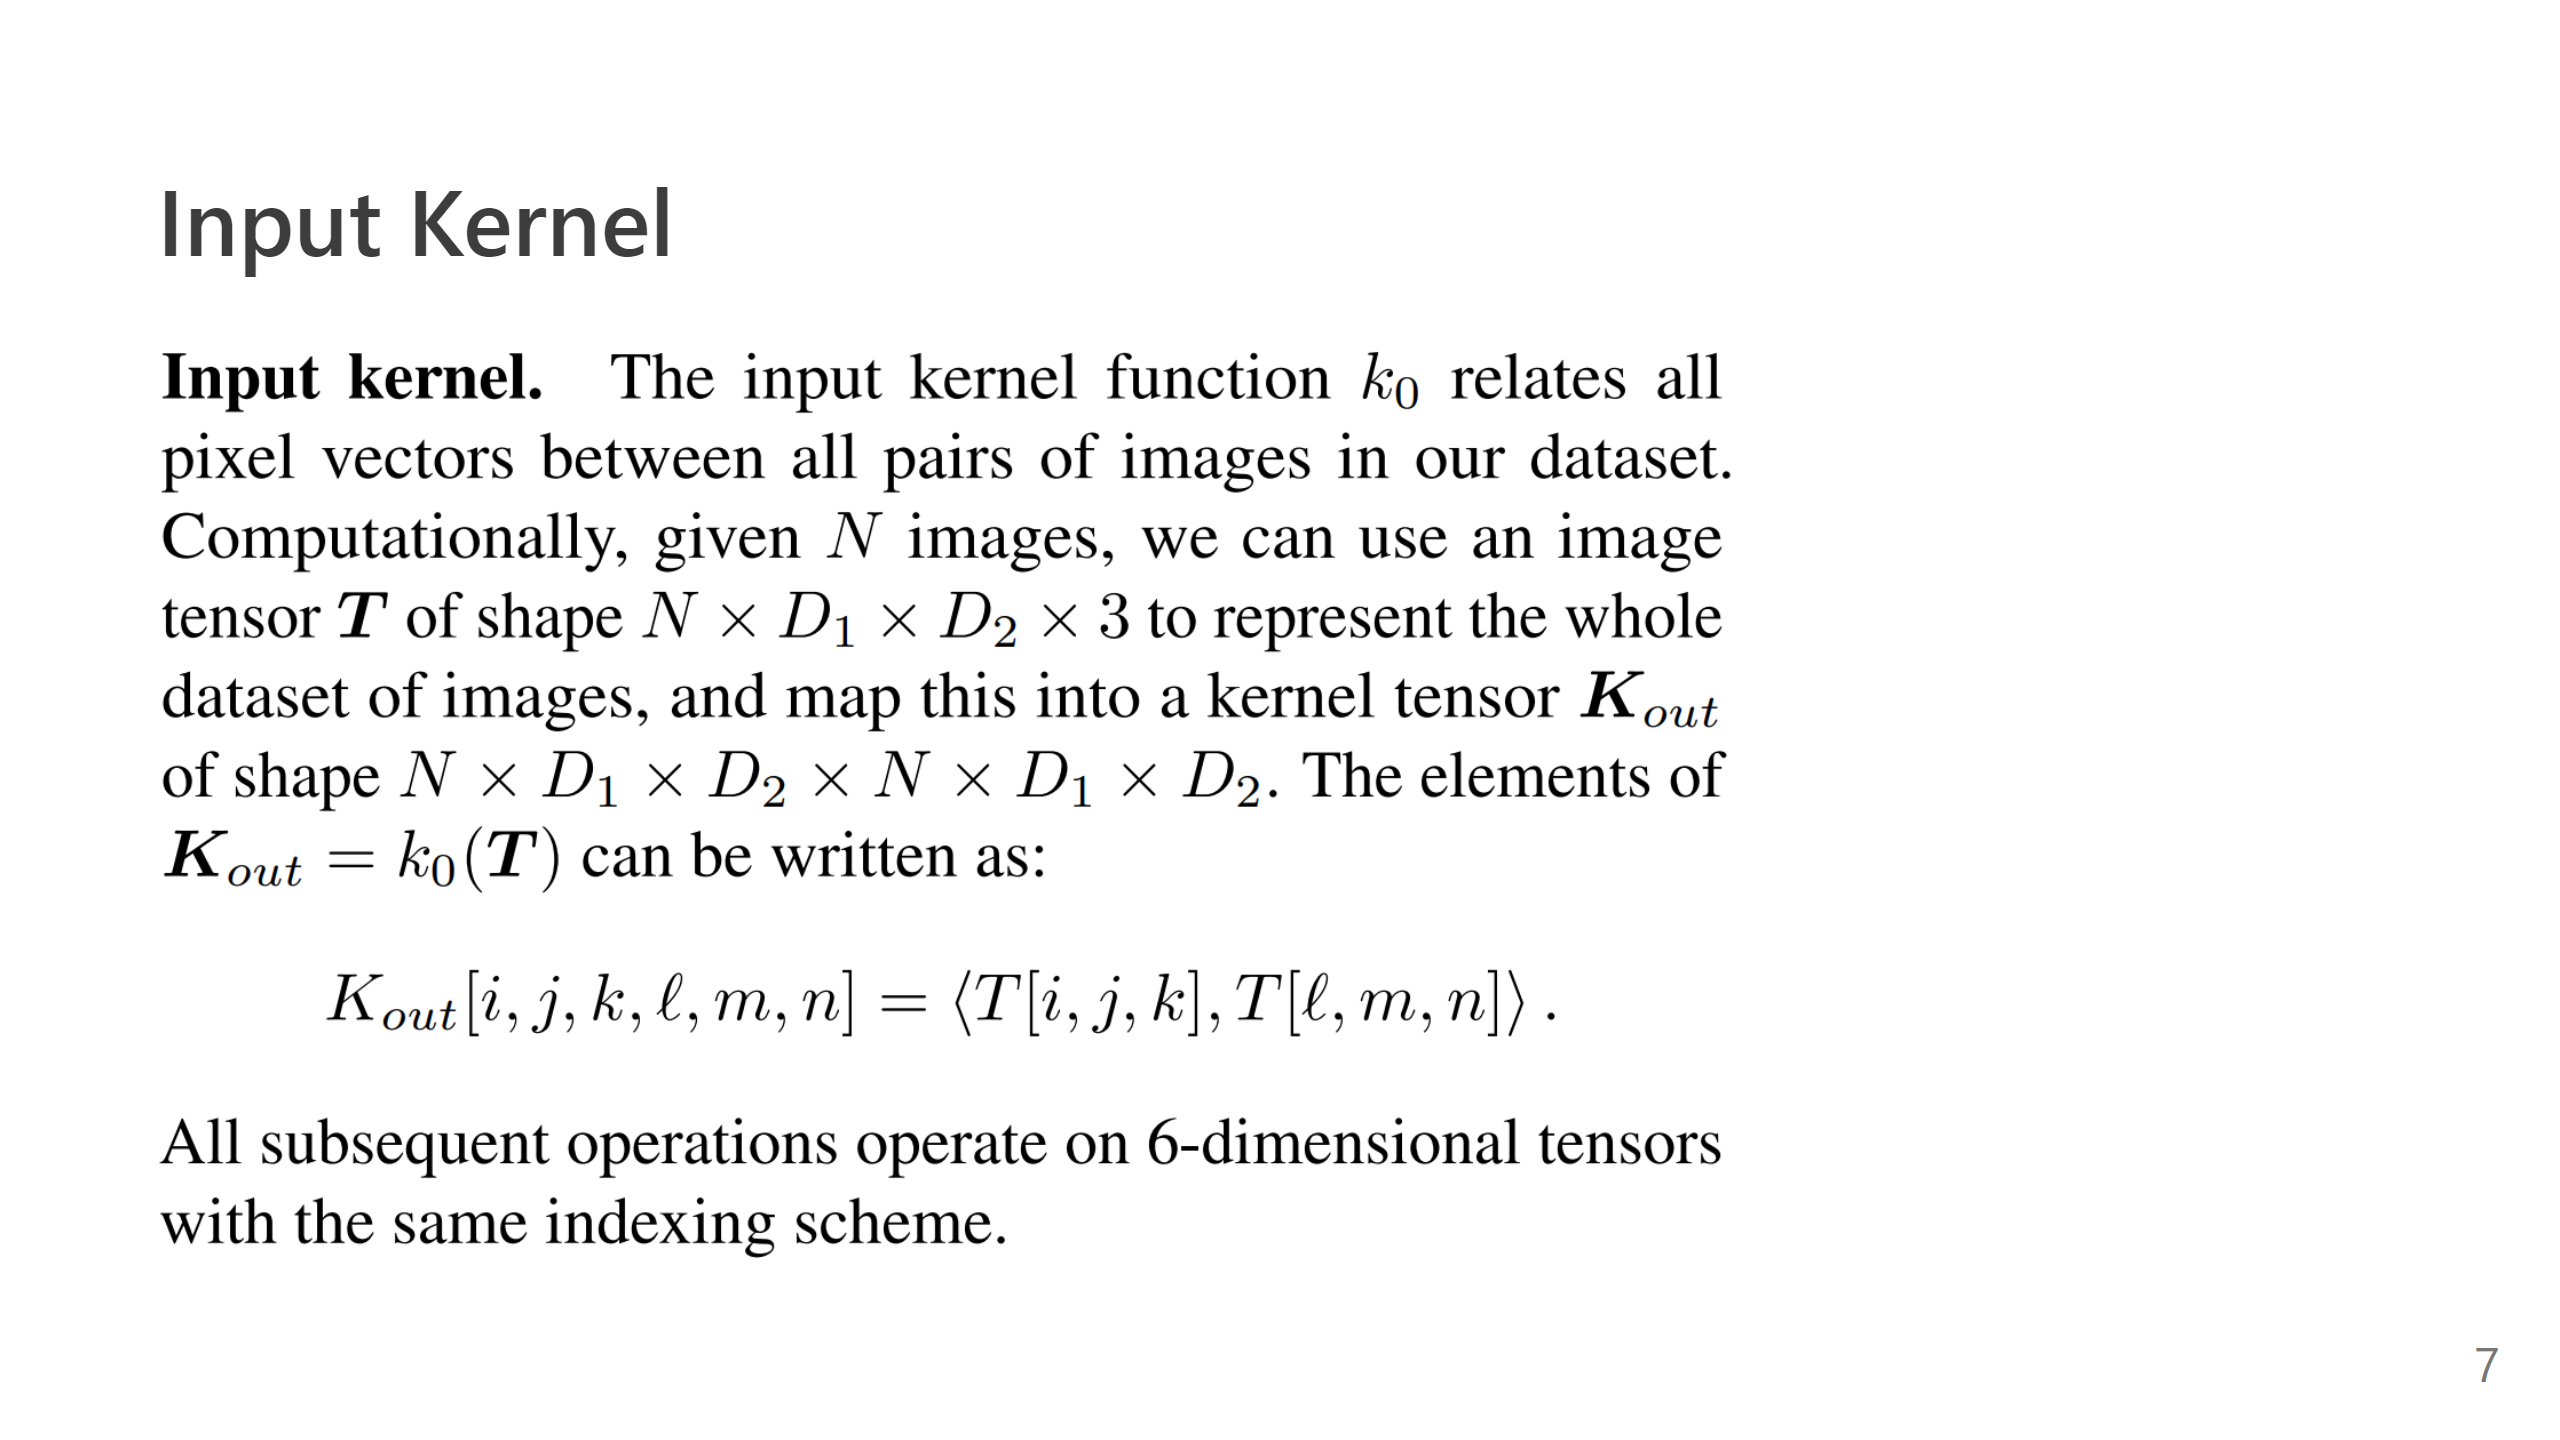 Input Kernel
Input kernel. The input kernel function k₀ relates all
pixel vectors between all pairs of images in our dataset.
Computationally, given N images, we can use an image
tensor T of shape N × D₁ × D₂ × 3 to represent the whole
dataset of images, and map this into a kernel tensor K_out
of shape N × D₁ × D₂ × N × D₁ × D₂. The elements of
K_out = k₀(T) can be written as:
K_out[i, j, k, ℓ, m, n] = ⟨T[i, j, k], T[ℓ, m, n]⟩ .
All subsequent operations operate on 6-dimensional tensors
with the same indexing scheme.
7